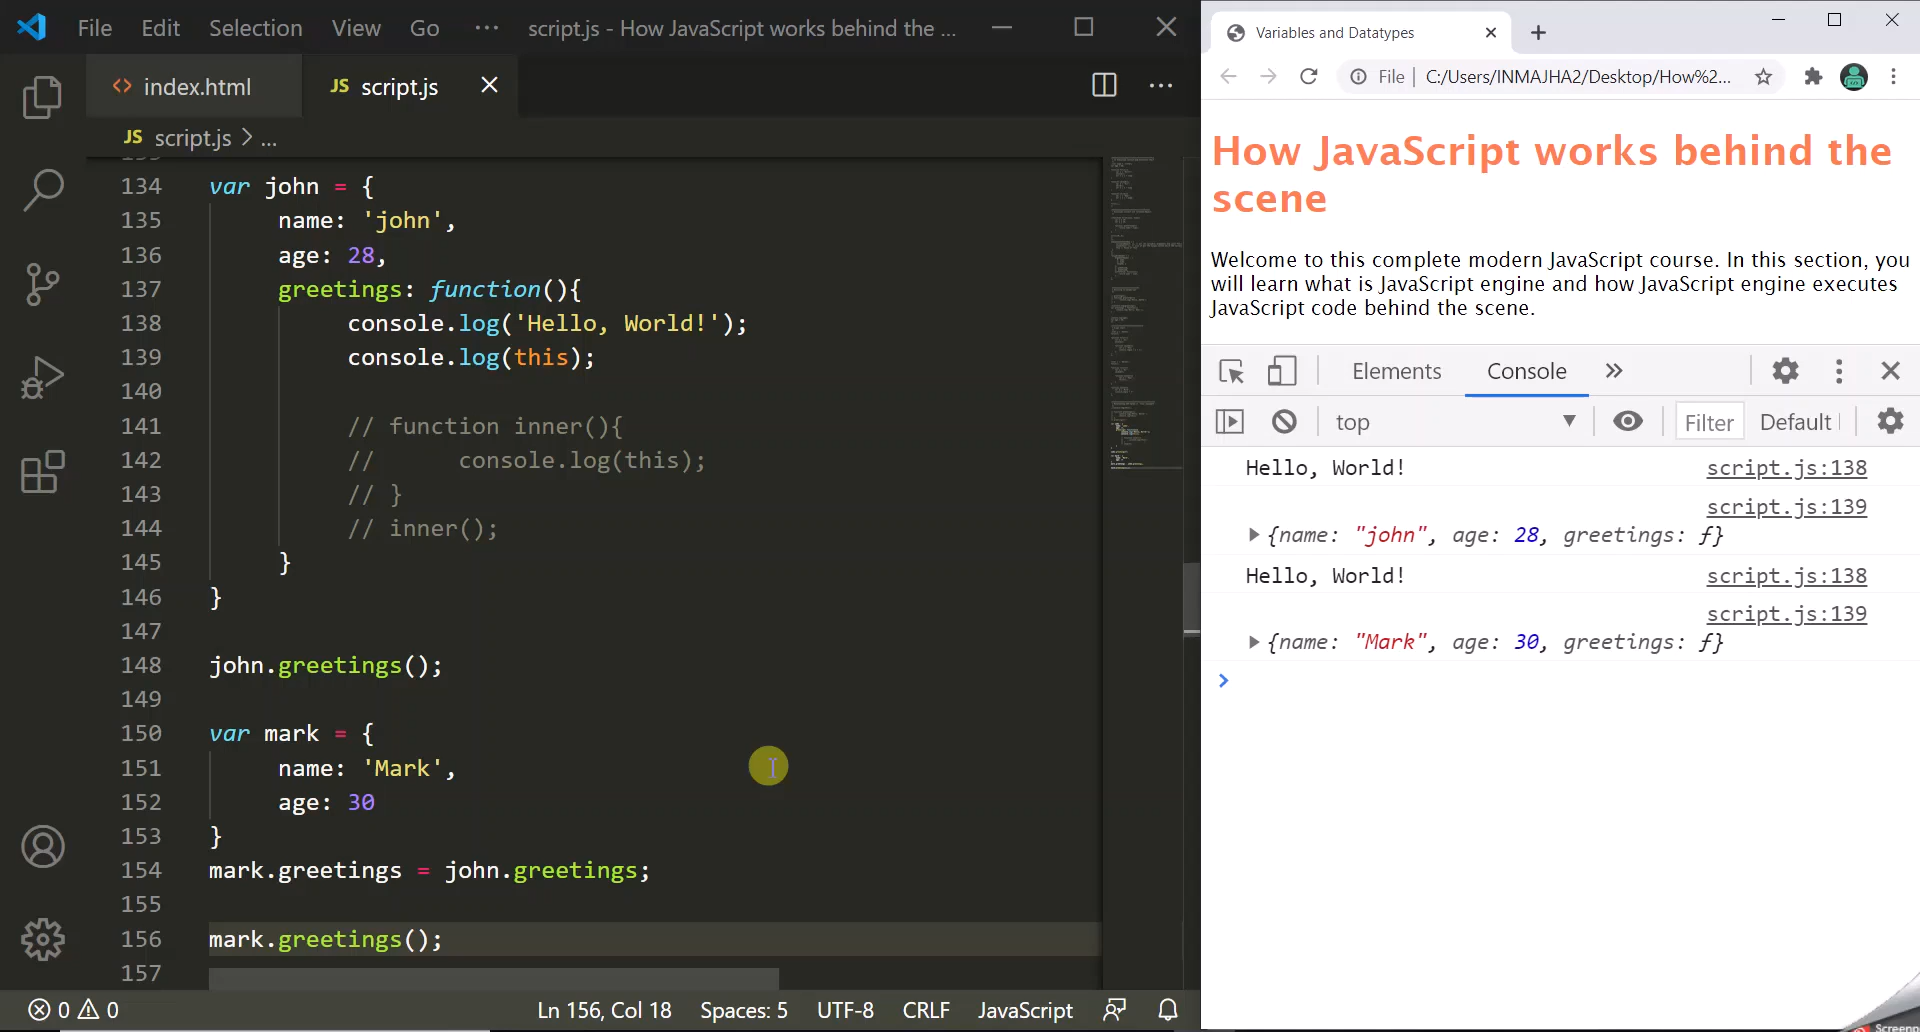 File Edit Selection View Go ··· script.js - How JavaScript works behind the ...
index.html JS script.js
JS script.js > ...
134 var john = {
135 name: 'john',
136 age: 28,
137 greetings: function(){
138 console.log('Hello, World!');
139 console.log(this);
140
141 // function inner(){
142 // console.log(this);
143 // }
144 // inner();
145 }
146 }
147
148 john.greetings();
149
150 var mark = {
151 name: 'Mark',
152 age: 30
153 }
154 mark.greetings = john.greetings;
155
156 mark.greetings();
157
0 0 Ln 156, Col 18 Spaces: 5 UTF-8 CRLF JavaScript
Variables and Datatypes
File | C:/Users/INMAJHA2/Desktop/How%2...
How JavaScript works behind the
scene
Welcome to this complete modern JavaScript course. In this section, you
will learn what is JavaScript engine and how JavaScript engine executes
JavaScript code behind the scene.
Elements Console
top Filter Default
Hello, World! script.js:138
script.js:139
{name: "john", age: 28, greetings: ƒ}
Hello, World! script.js:138
script.js:139
{name: "Mark", age: 30, greetings: ƒ}